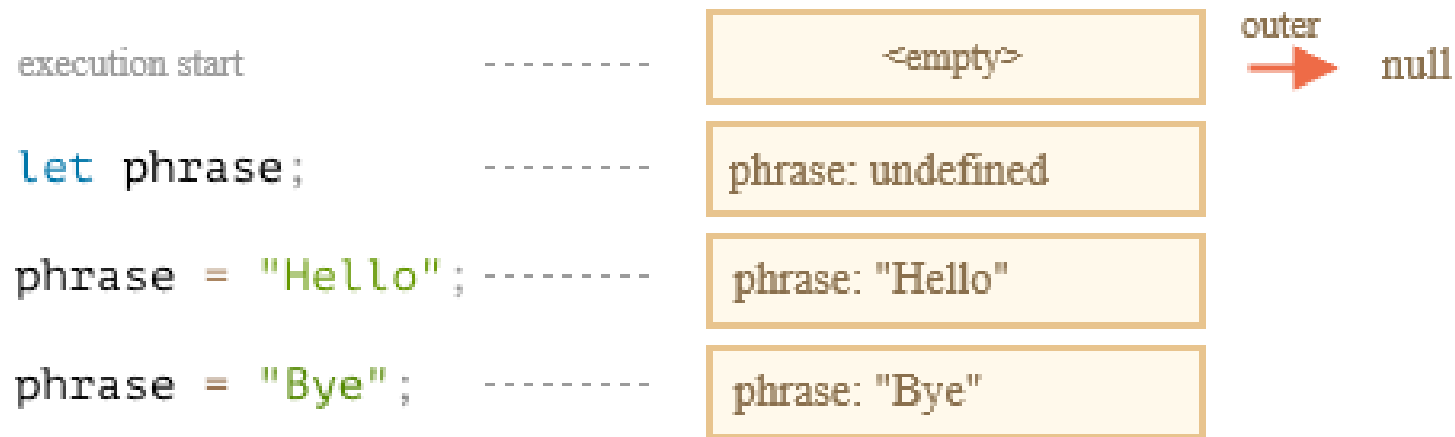 outer
execution start --------- <empty> null
let phrase; --------- phrase: undefined
phrase = "Hello"; --------- phrase: "Hello"
phrase = "Bye"; --------- phrase: "Bye"